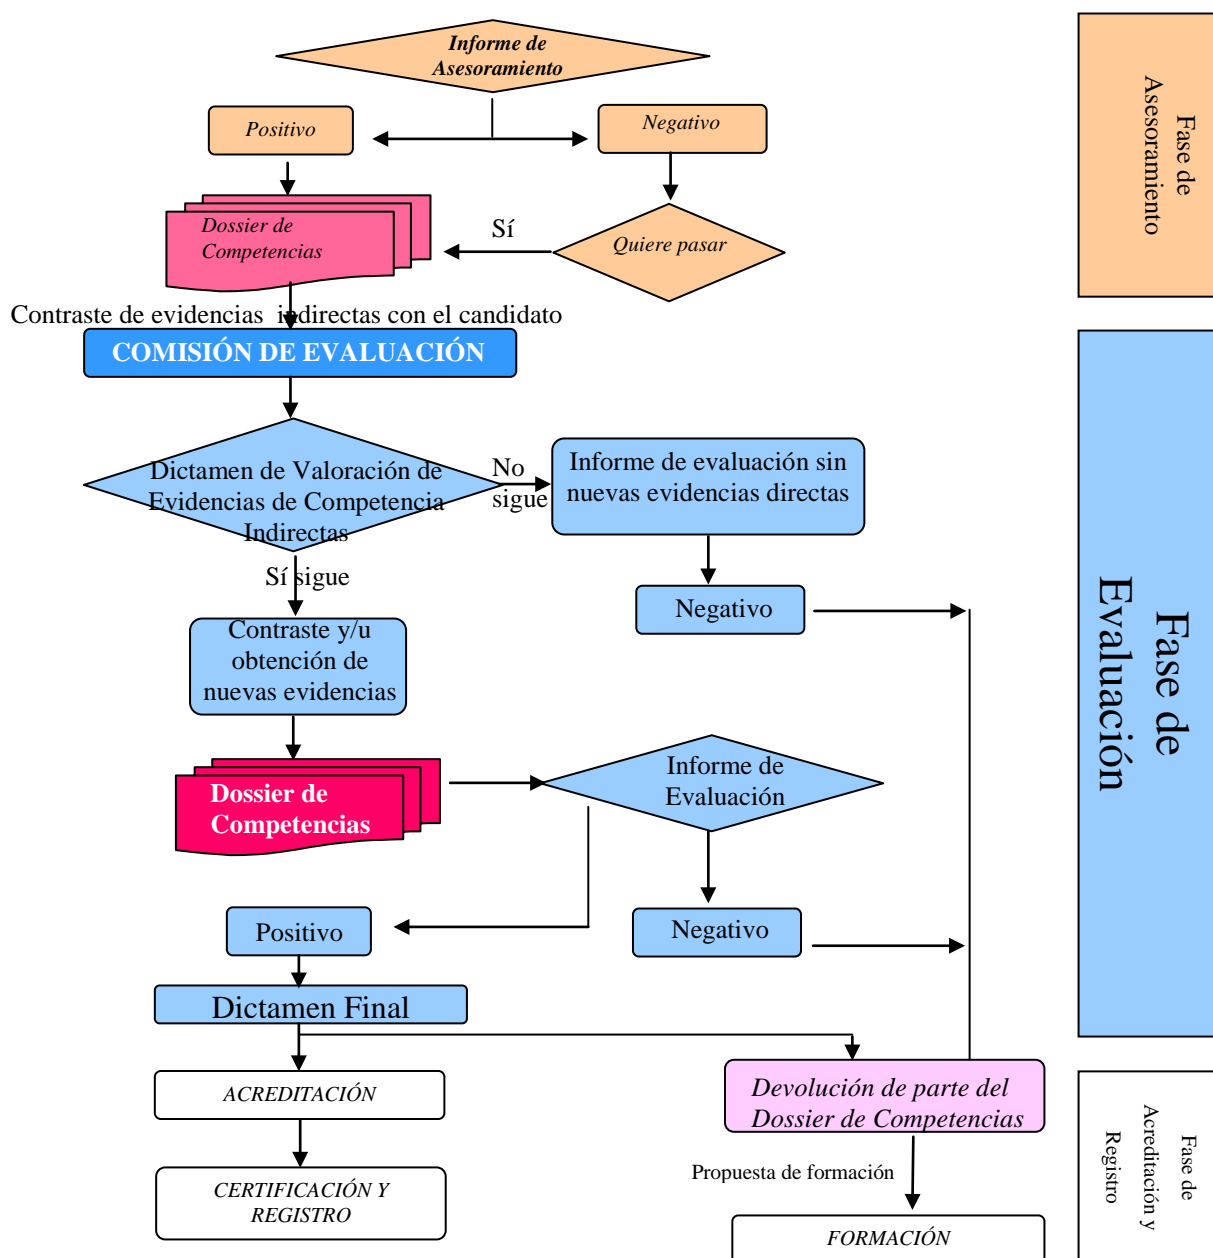 Informe de
Asesoramiento
Positivo
Negativo
Dossier de
Competencias
Sí
Quiere pasar
Contraste de evidencias indirectas con el candidato
COMISIÓN DE EVALUACIÓN
Dictamen de Valoración de
Evidencias de Competencia
Indirectas
No
sigue
Informe de evaluación sin
nuevas evidencias directas
Sí sigue
Negativo
Contraste y/u
obtención de
nuevas evidencias
Dossier de
Competencias
Informe de
Evaluación
Positivo
Negativo
Dictamen Final
ACREDITACIÓN
Devolución de parte del
Dossier de Competencias
CERTIFICACIÓN Y
REGISTRO
Propuesta de formación
FORMACIÓN
Fase de
Asesoramiento
Fase de
Evaluación
Fase de
Acreditación y
Registro